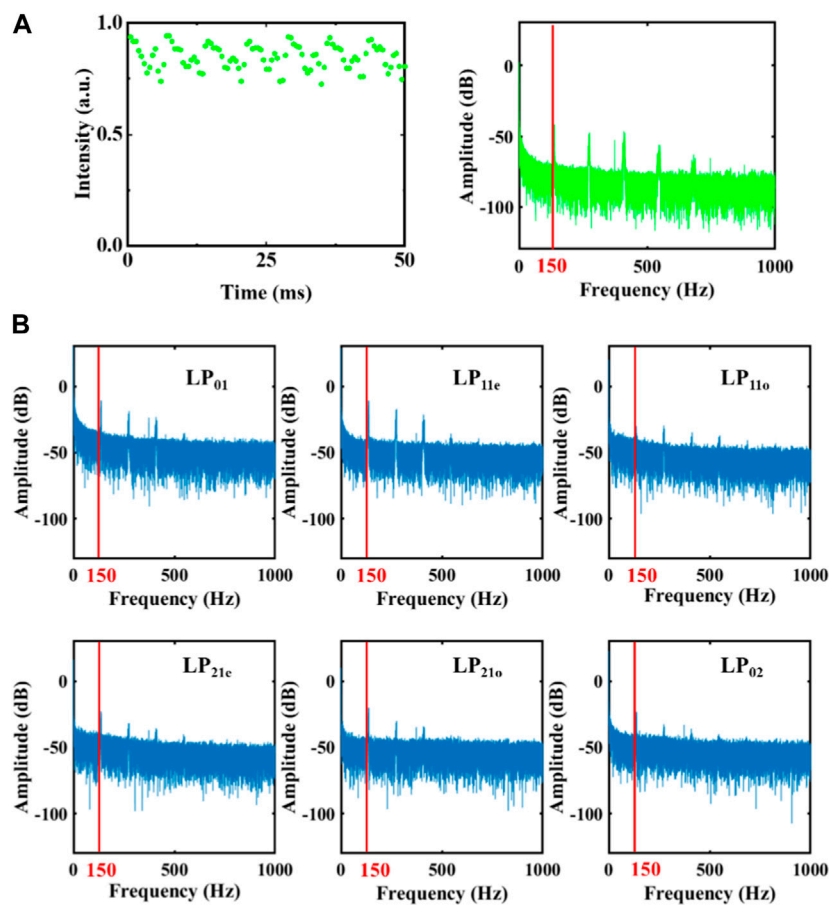 A
1.0
0.5
0.0
Intensity (a.u.)
0 25 50
Time (ms)
0
-50
-100
Amplitude (dB)
0 150 500 1000
Frequency (Hz)
B
LP01
0
-50
-100
Amplitude (dB)
0 150 500 1000
Frequency (Hz)
LP11e
0
-50
-100
Amplitude (dB)
0 150 500 1000
Frequency (Hz)
LP11o
0
-50
-100
Amplitude (dB)
0 150 500 1000
Frequency (Hz)
LP21e
0
-50
-100
Amplitude (dB)
0 150 500 1000
Frequency (Hz)
LP21o
0
-50
-100
Amplitude (dB)
0 150 500 1000
Frequency (Hz)
LP02
0
-50
-100
Amplitude (dB)
0 150 500 1000
Frequency (Hz)